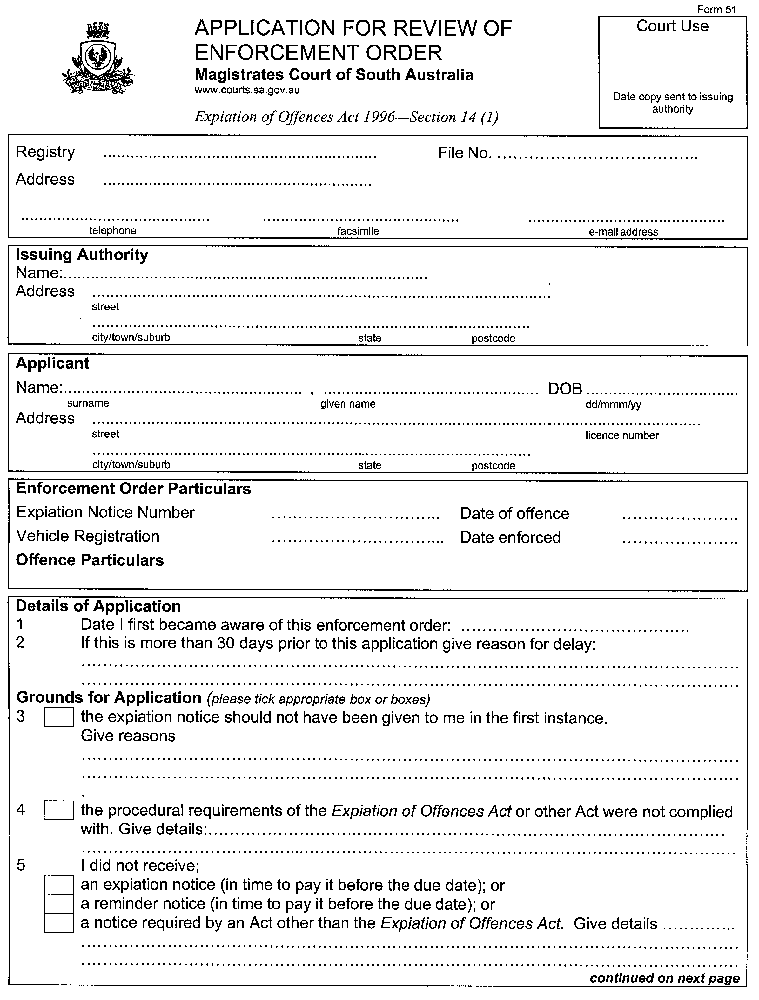 Form 51
APPLICATION FOR REVIEW OF
ENFORCEMENT ORDER
Magistrates Court of South Australia
www.courts.sa.gov.au
Expiation of Offences Act 1996—Section 14 (1)
SOUTH AUSTRALIA
Court Use
Date copy sent to issuing
authority
Registry ............................................................ File No. .....................................
Address ...........................................................
.......................................... ........................................... ...........................................
telephone facsimile e-mail address
Issuing Authority
Name:................................................................................
Address .....................................................................................................
street
.................................................................................................
city/town/suburb state postcode
Applicant
Name:..................................................... , ............................................... DOB .................................
surname given name dd/mmm/yy
Address ......................................................................................................................................
street licence number
.................................................................................................
city/town/suburb state postcode
Enforcement Order Particulars
Expiation Notice Number ............................... Date of offence ......................
Vehicle Registration ................................ Date enforced ......................
Offence Particulars
Details of Application
1 Date I first became aware of this enforcement order: ...........................................
2 If this is more than 30 days prior to this application give reason for delay:
..........................................................................................................................
..........................................................................................................................
Grounds for Application (please tick appropriate box or boxes)
3 the expiation notice should not have been given to me in the first instance.
Give reasons
..........................................................................................................................
..........................................................................................................................
.
4 the procedural requirements of the Expiation of Offences Act or other Act were not complied
with. Give details:................................................................................................
..........................................................................................................................
5 I did not receive;
an expiation notice (in time to pay it before the due date); or
a reminder notice (in time to pay it before the due date); or
a notice required by an Act other than the Expiation of Offences Act. Give details ..............
..........................................................................................................................
..........................................................................................................................
continued on next page